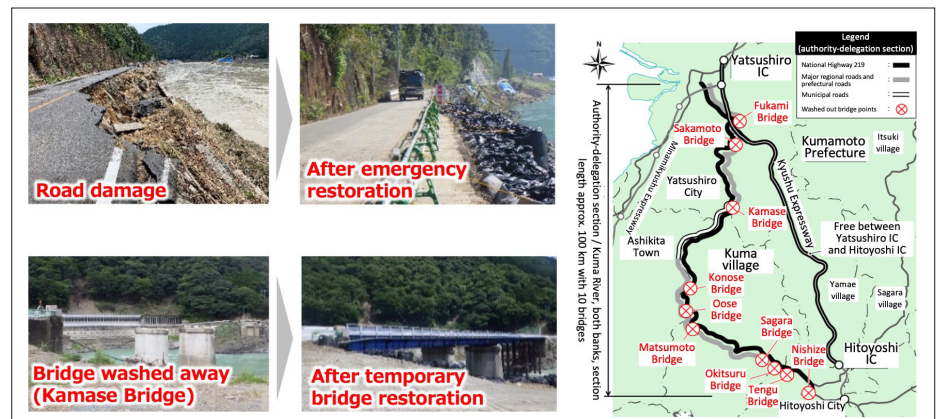 Road damage
After emergency
restoration
Bridge washed away
(Kamase Bridge)
After temporary
bridge restoration
Authority-delegation section / Kuma River, both banks, section
length approx. 100 km with 10 bridges
N
Legend
(authority-delegation section)
National Highway 219 :
Major regional roads and
prefectural roads :
Municipal roads :
Washed out bridge points :
Yatsushiro
IC
Fukami
Bridge
Sakamoto
Bridge
Kumamoto
Prefecture
Itsuki
village
Minamikyushu Expressway
Kyushu Expressway
Yatsushiro
City
Kamase
Bridge
Free between
Yatsushiro IC
and Hitoyoshi IC
Ashikita
Town
Kuma
village
Konose
Bridge
Oose
Bridge
Yamae
village
Sagara
village
Matsumoto
Bridge
Sagara
Bridge
Nishize
Bridge
Hitoyoshi
IC
Okitsuru
Bridge
Tengu
Bridge
Hitoyoshi City